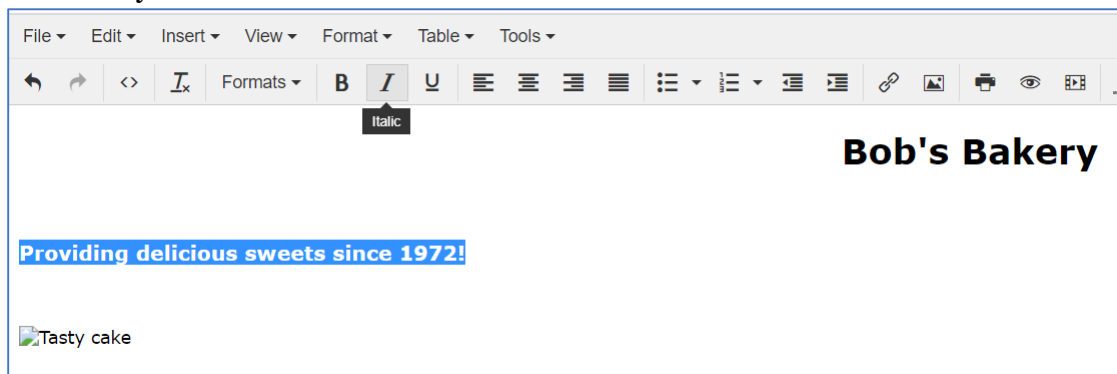 File Edit Insert View Format Table Tools
Formats B I U
Italic
Bob's Bakery
Providing delicious sweets since 1972!
Tasty cake